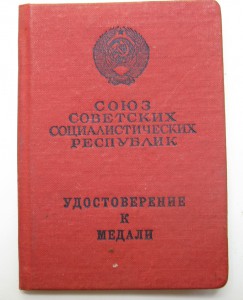 СОЮЗ
СОВЕТСКИХ
СОЦИАЛИСТИЧЕСКИХ
РЕСПУБЛИК
УДОСТОВЕРЕНИЕ
К
МЕДАЛИ